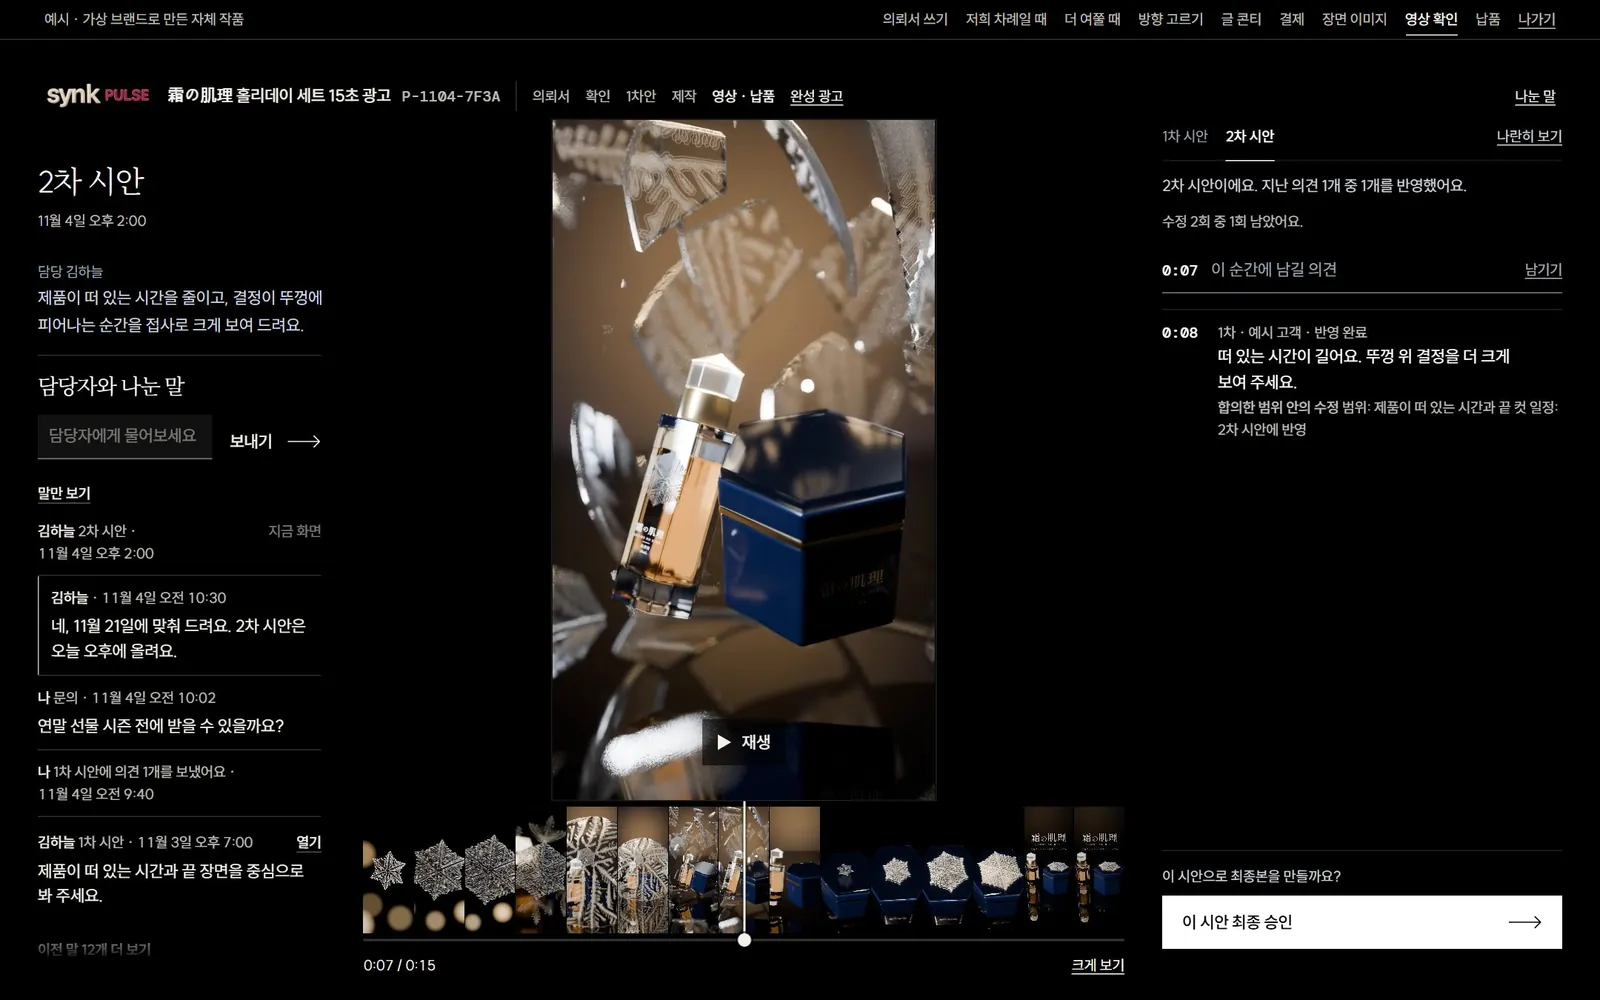 예시 · 가상 브랜드로 만든 자체 작품
의뢰서 쓰기 저희 차례일 때 더 여쭐 때 방향 고르기 글 콘티 결제 장면 이미지 영상 확인 납품 나가기
synk PULSE 霜の肌理 홀리데이 세트 15초 광고 P-1104-7F3A 의뢰서 확인 1차안 제작 영상 · 납품 완성 광고 나눈 말
2차 시안
11월 4일 오후 2:00
담당 김하늘
제품이 떠 있는 시간을 줄이고, 결정이 뚜껑에
피어나는 순간을 접사로 크게 보여 드려요.
담당자와 나눈 말
담당자에게 물어보세요 보내기
말만 보기
김하늘 2차 시안 · 지금 화면
11월 4일 오후 2:00
김하늘 · 11월 4일 오전 10:30
네, 11월 21일에 맞춰 드려요. 2차 시안은
오늘 오후에 올려요.
나 문의 · 11월 4일 오전 10:02
연말 선물 시즌 전에 받을 수 있을까요?
나 1차 시안에 의견 1개를 보냈어요 ·
11월 4일 오전 9:40
김하늘 1차 시안 · 11월 3일 오후 7:00 열기
제품이 떠 있는 시간과 끝 장면을 중심으로
봐 주세요.
이전 말 12개 더 보기
霜の肌理
霜の肌理
재생
霜の肌理 霜の肌理
0:07 / 0:15 크게 보기
1차 시안 2차 시안 나란히 보기
2차 시안이에요. 지난 의견 1개 중 1개를 반영했어요.
수정 2회 중 1회 남았어요.
0:07 이 순간에 남길 의견 남기기
0:08 1차 · 예시 고객 · 반영 완료
떠 있는 시간이 길어요. 뚜껑 위 결정을 더 크게
보여 주세요.
합의한 범위 안의 수정 범위: 제품이 떠 있는 시간과 끝 컷 일정:
2차 시안에 반영
이 시안으로 최종본을 만들까요?
이 시안 최종 승인